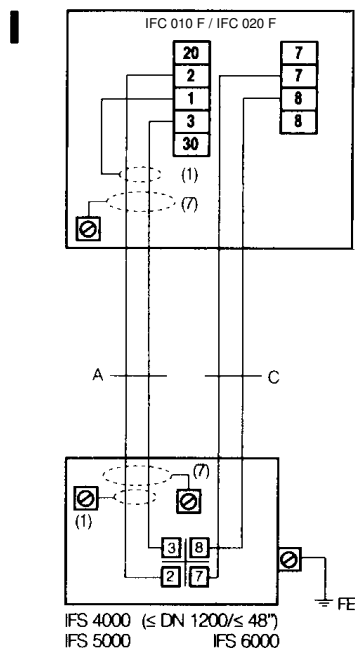 I
IFC 010 F / IFC 020 F
20
2
1
3
30
7
7
8
8
(1)
(7)
A
C
(7)
(1)
3 8
2 7
FE
IFS 4000 (≤ DN 1200/≤ 48")
IFS 5000 IFS 6000